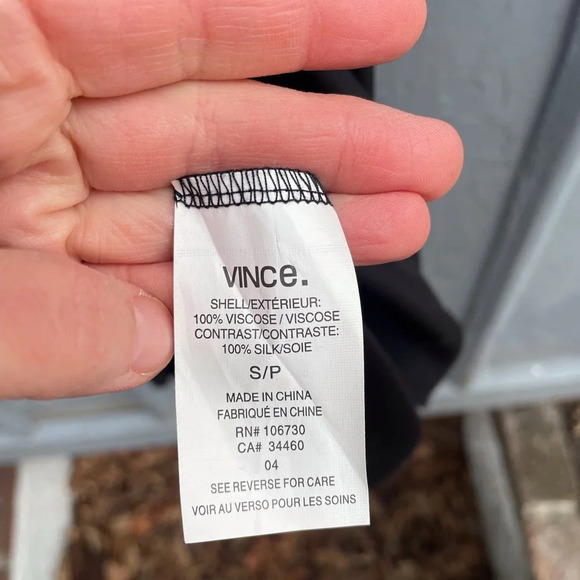 VINCe.
SHELL/EXTÉRIEUR:
100% VISCOSE / VISCOSE
CONTRAST/CONTRASTE:
100% SILK/SOIE
S/P
MADE IN CHINA
FABRIQUÉ EN CHINE
RN# 106730
CA# 34460
04
SEE REVERSE FOR CARE
VOIR AU VERSO POUR LES SOINS